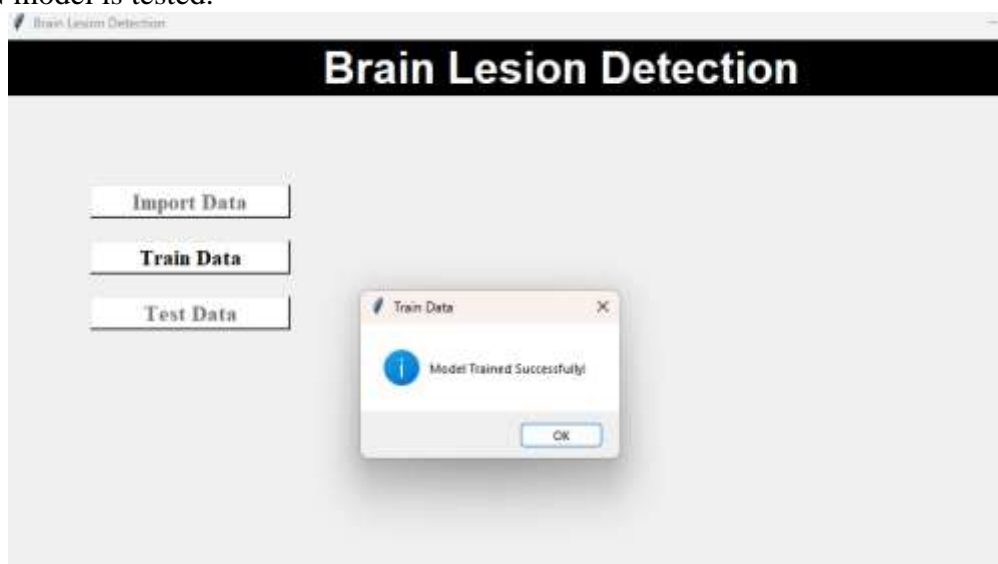 model is tested.
Brain Lesion Detection
Brain Lesion Detection
Import Data
Train Data
Test Data
Train Data
Model Trained Successfully!
OK